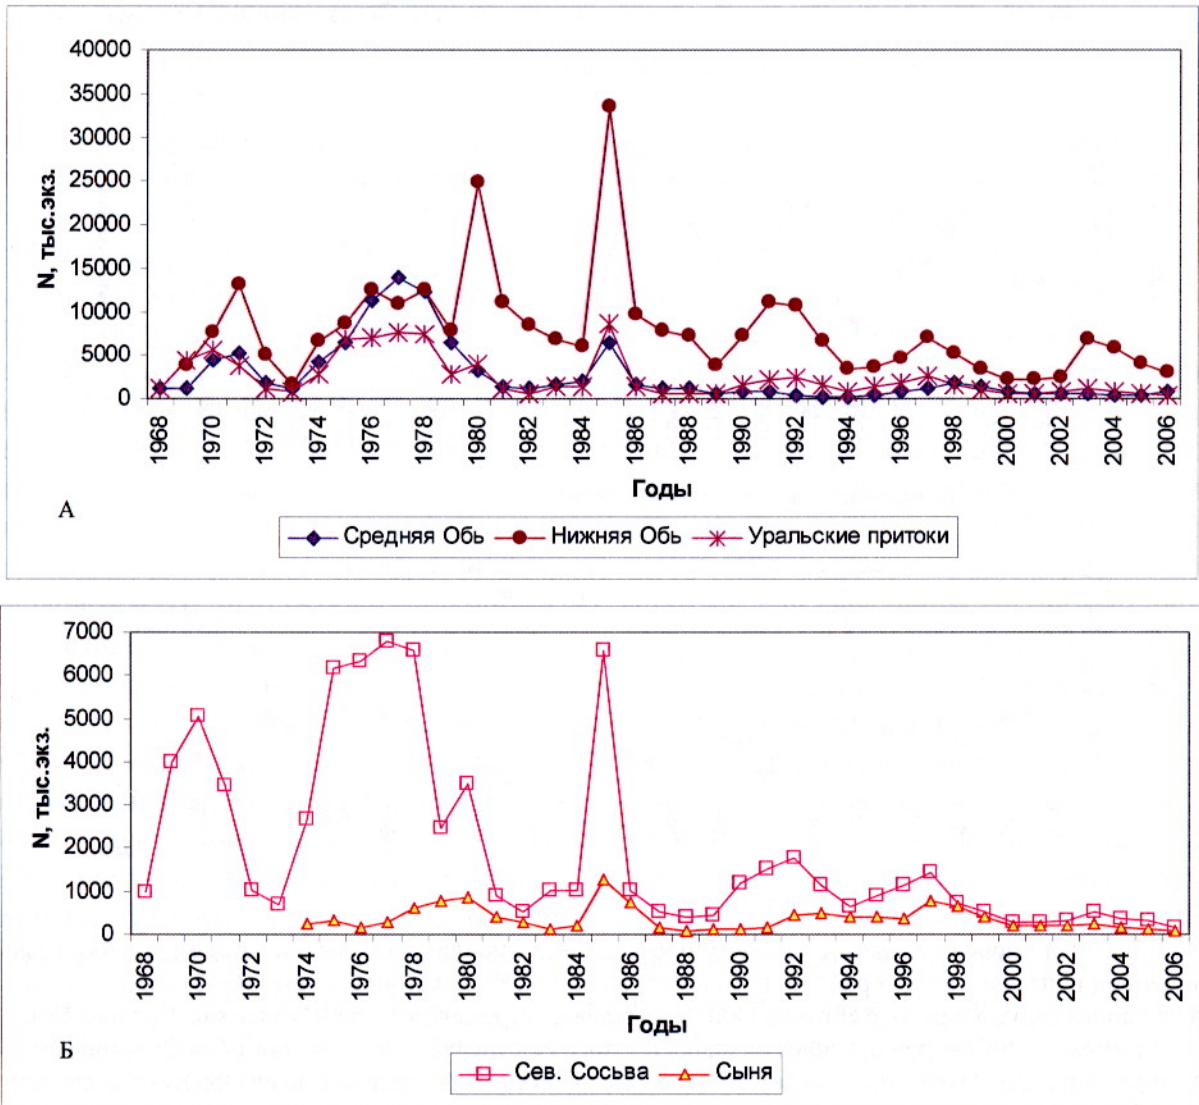 40000
35000
30000
25000
20000
15000
10000
5000
0
N, тыс.экз.
1968 1970 1972 1974 1976 1978 1980 1982 1984 1986 1988 1990 1992 1994 1996 1998 2000 2002 2004 2006
Годы
А
Средняя Обь Нижняя Обь Уральские притоки
7000
6000
5000
4000
3000
2000
1000
0
N, тыс.экз.
1968 1970 1972 1974 1976 1978 1980 1982 1984 1986 1988 1990 1992 1994 1996 1998 2000 2002 2004 2006
Годы
Б
Сев. Сосьва Сыня